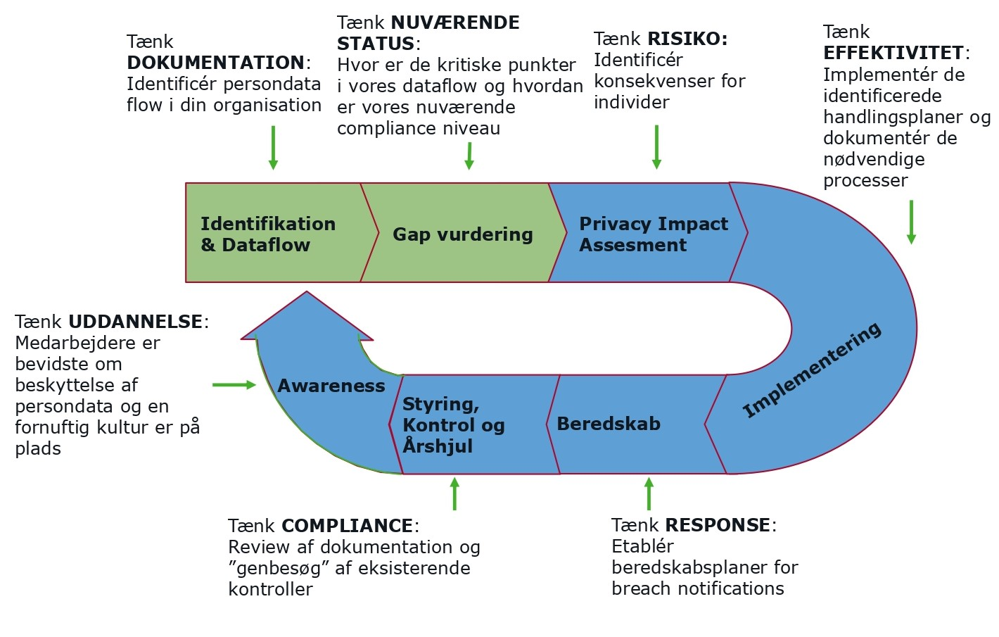 Tænk
DOKUMENTATION:
Identificér persondata
flow i din organisation
Tænk NUVÆRENDE
STATUS:
Hvor er de kritiske punkter
i vores dataflow og hvordan
er vores nuværende
compliance niveau
Tænk RISIKO:
Identificér
konsekvenser for
individer
Tænk
EFFEKTIVITET:
Implementér de
identificerede
handlingsplaner og
dokumentér de
nødvendige
processer
Identifikation
& Dataflow
Gap vurdering
Privacy Impact
Assesment
Implementering
Beredskab
Styring,
Kontrol og
Årshjul
Awareness
Tænk UDDANNELSE:
Medarbejdere er
bevidste om
beskyttelse af
persondata og en
fornuftig kultur er på
plads
Tænk COMPLIANCE:
Review af dokumentation og
”genbesøg” af eksisterende
kontroller
Tænk RESPONSE:
Etablér
beredskabsplaner for
breach notifications